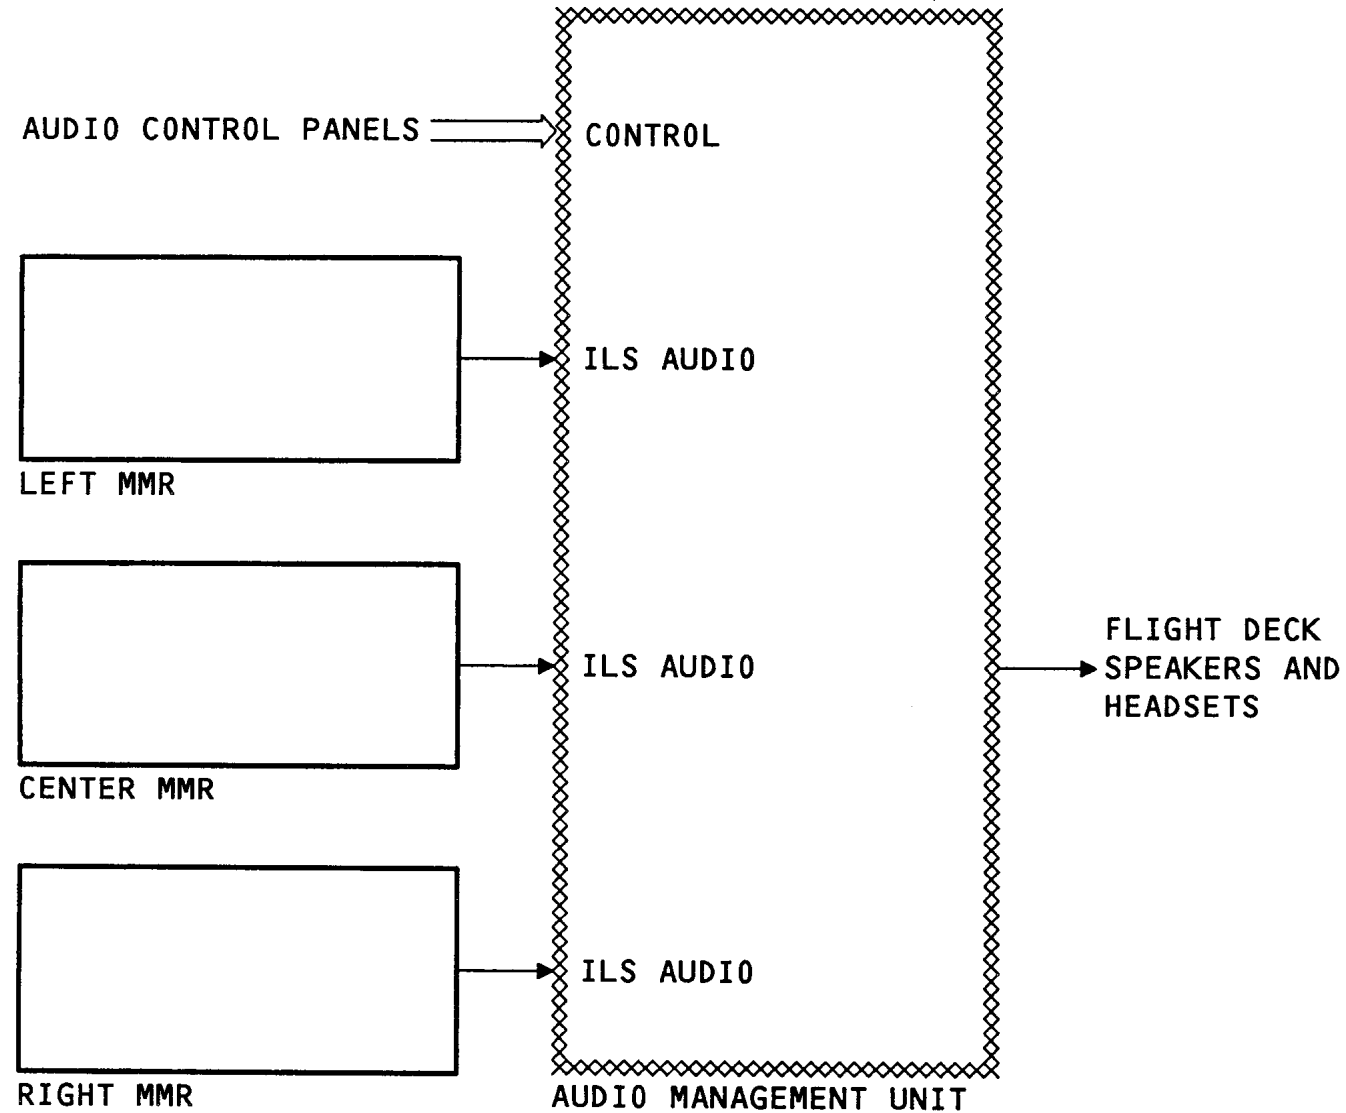 AUDIO CONTROL PANELS
CONTROL
ILS AUDIO
LEFT MMR
ILS AUDIO
CENTER MMR
FLIGHT DECK
SPEAKERS AND
HEADSETS
ILS AUDIO
RIGHT MMR
AUDIO MANAGEMENT UNIT